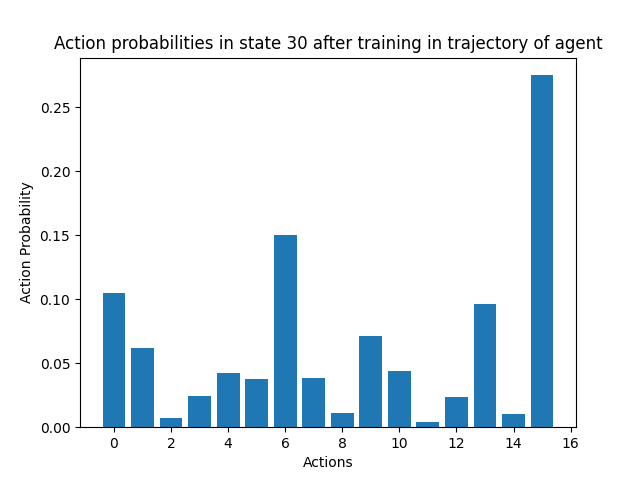 Action probabilities in state 30 after training in trajectory of agent
0.25
0.20
0.15
0.10
0.05
0.00
Action Probability
0 2 4 6 8 10 12 14 16
Actions